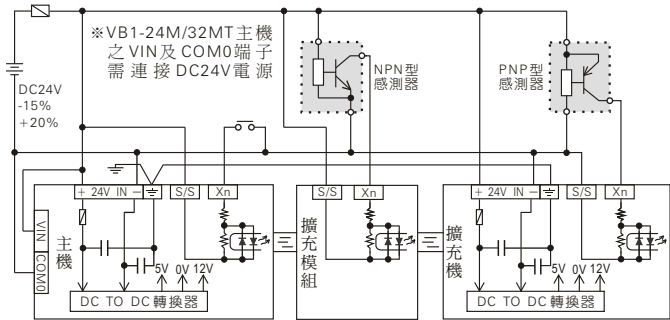 ※VB1-24M/32MT主機
之VIN及COM0端子
需連接DC24V電源
DC24V
-15%
+20%
NPN型
感測器
PNP型
感測器
+ 24V IN −
S/S
Xn
S/S
Xn
+ 24V IN −
S/S
Xn
VIN
COM0
主機
5V 0V 12V
DC TO DC轉換器
擴充模組
擴充機
5V 0V 12V
DC TO DC轉換器